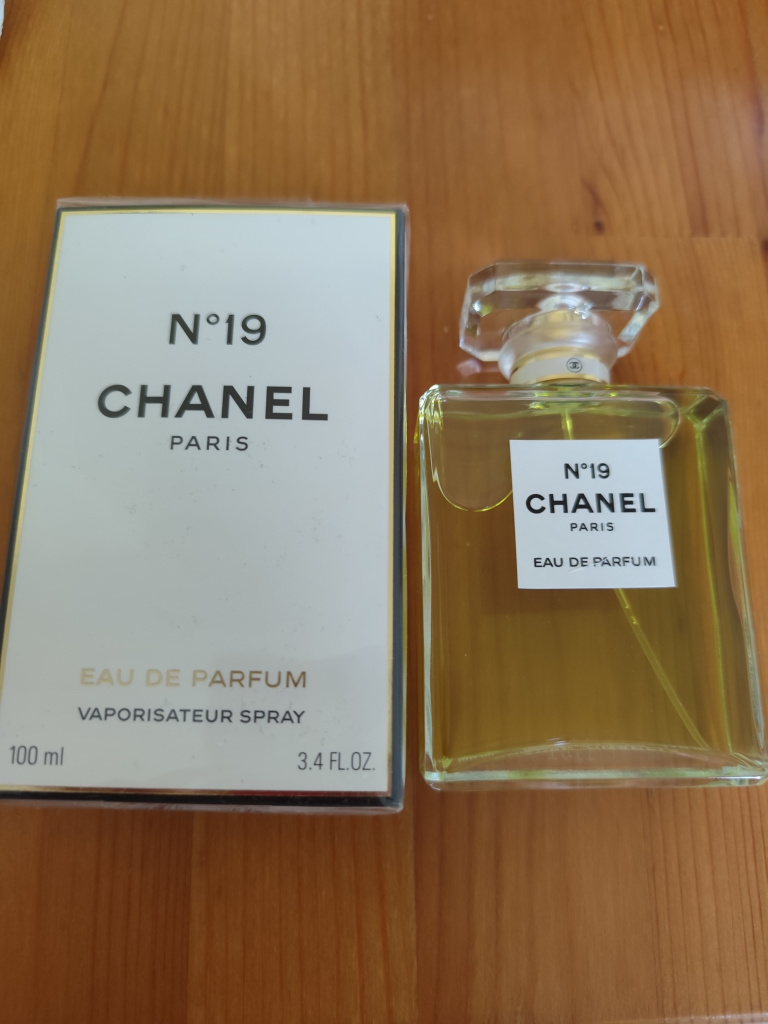 N°19
CHANEL
PARIS
EAU DE PARFUM
VAPORISATEUR SPRAY
100 ml
3.4 FL.OZ.
N°19
CHANEL
PARIS
EAU DE PARFUM